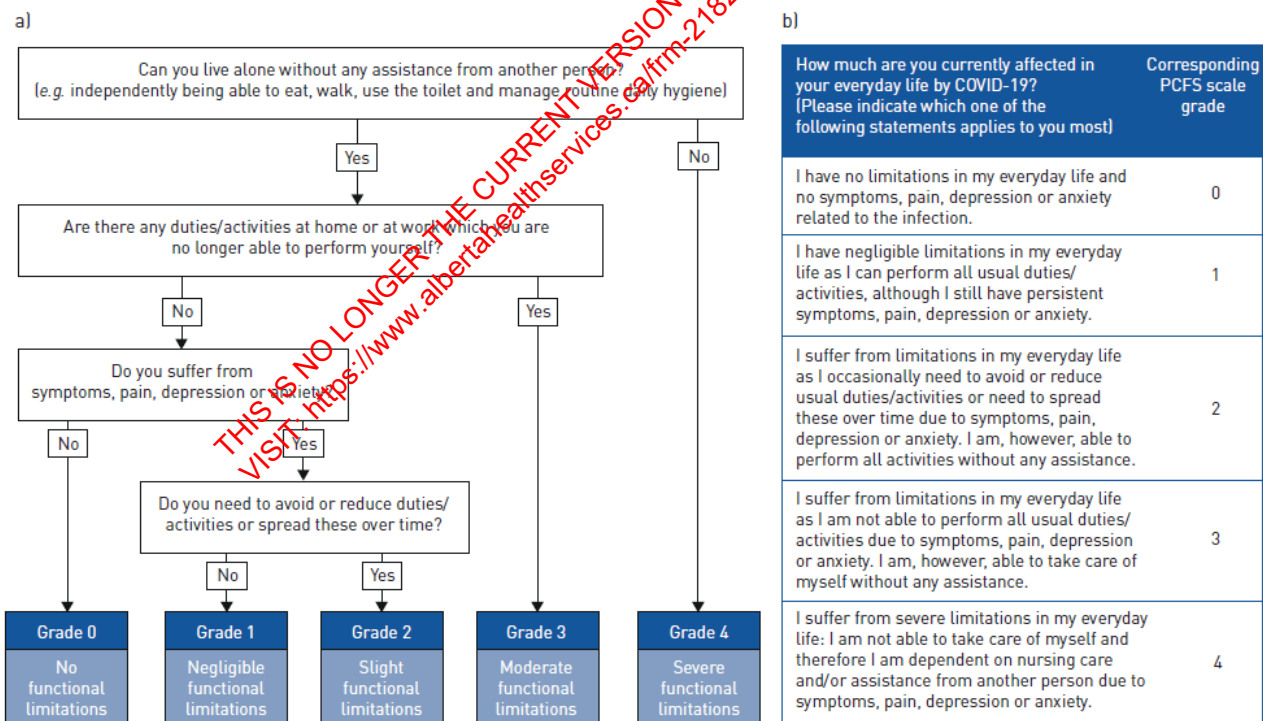 a)
Can you live alone without any assistance from another person?
(e.g. independently being able to eat, walk, use the toilet and manage routine daily hygiene)
Yes
No
Are there any duties/activities at home or at work which you are
no longer able to perform yourself?
No
Yes
Do you suffer from
symptoms, pain, depression or anxiety?
No
Yes
Do you need to avoid or reduce duties/
activities or spread these over time?
No
Yes
Grade 0
No
functional
limitations
Grade 1
Negligible
functional
limitations
Grade 2
Slight
functional
limitations
Grade 3
Moderate
functional
limitations
Grade 4
Severe
functional
limitations
THIS IS NO LONGER THE CURRENT VERSION
VISIT: https://www.albertahealthservices.ca/frm-2182
b)
How much are you currently affected in
your everyday life by COVID-19?
(Please indicate which one of the
following statements applies to you most)
Corresponding
PCFS scale
grade
I have no limitations in my everyday life and
no symptoms, pain, depression or anxiety
related to the infection.
0
I have negligible limitations in my everyday
life as I can perform all usual duties/
activities, although I still have persistent
symptoms, pain, depression or anxiety.
1
I suffer from limitations in my everyday life
as I occasionally need to avoid or reduce
usual duties/activities or need to spread
these over time due to symptoms, pain,
depression or anxiety. I am, however, able to
perform all activities without any assistance.
2
I suffer from limitations in my everyday life
as I am not able to perform all usual duties/
activities due to symptoms, pain, depression
or anxiety. I am, however, able to take care of
myself without any assistance.
3
I suffer from severe limitations in my everyday
life: I am not able to take care of myself and
therefore I am dependent on nursing care
and/or assistance from another person due to
symptoms, pain, depression or anxiety.
4